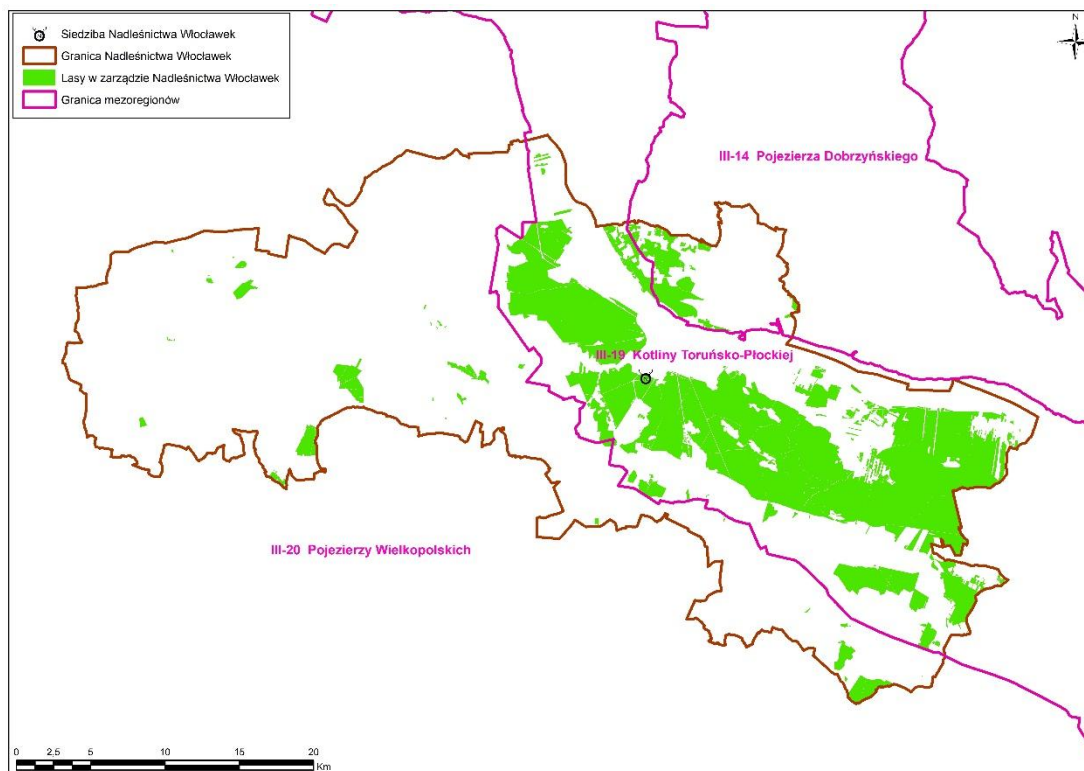 Siedziba Nadleśnictwa Włocławek
Granica Nadleśnictwa Włocławek
Lasy w zarządzie Nadleśnictwa Włocławek
Granica mezoregionów
N
III-14 Pojezierza Dobrzyńskiego
III-19 Kotliny Toruńsko-Płockiej
III-20 Pojezierzy Wielkopolskich
0 2,5 5 10 15 20
Km